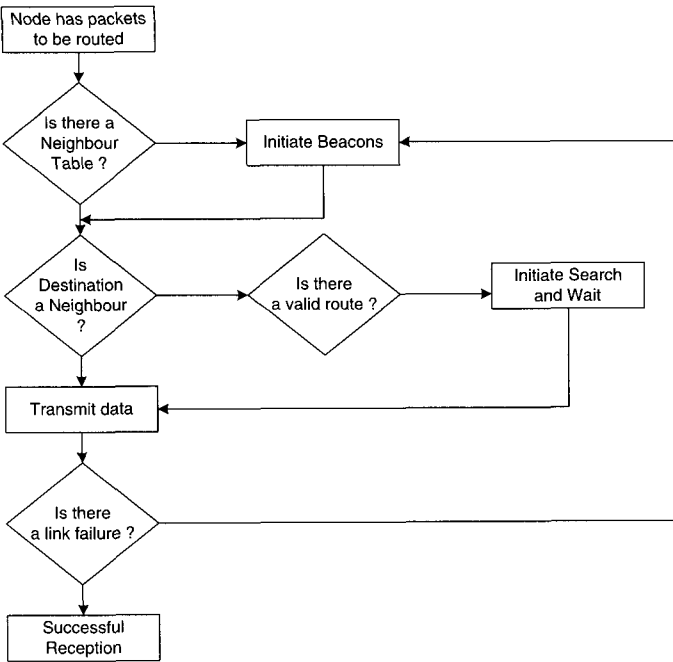 Node has packets
to be routed
Is there a
Neighbour
Table ?
Initiate Beacons
Is
Destination
a Neighbour
?
Is there
a valid route ?
Initiate Search
and Wait
Transmit data
Is there
a link failure ?
Successful
Reception